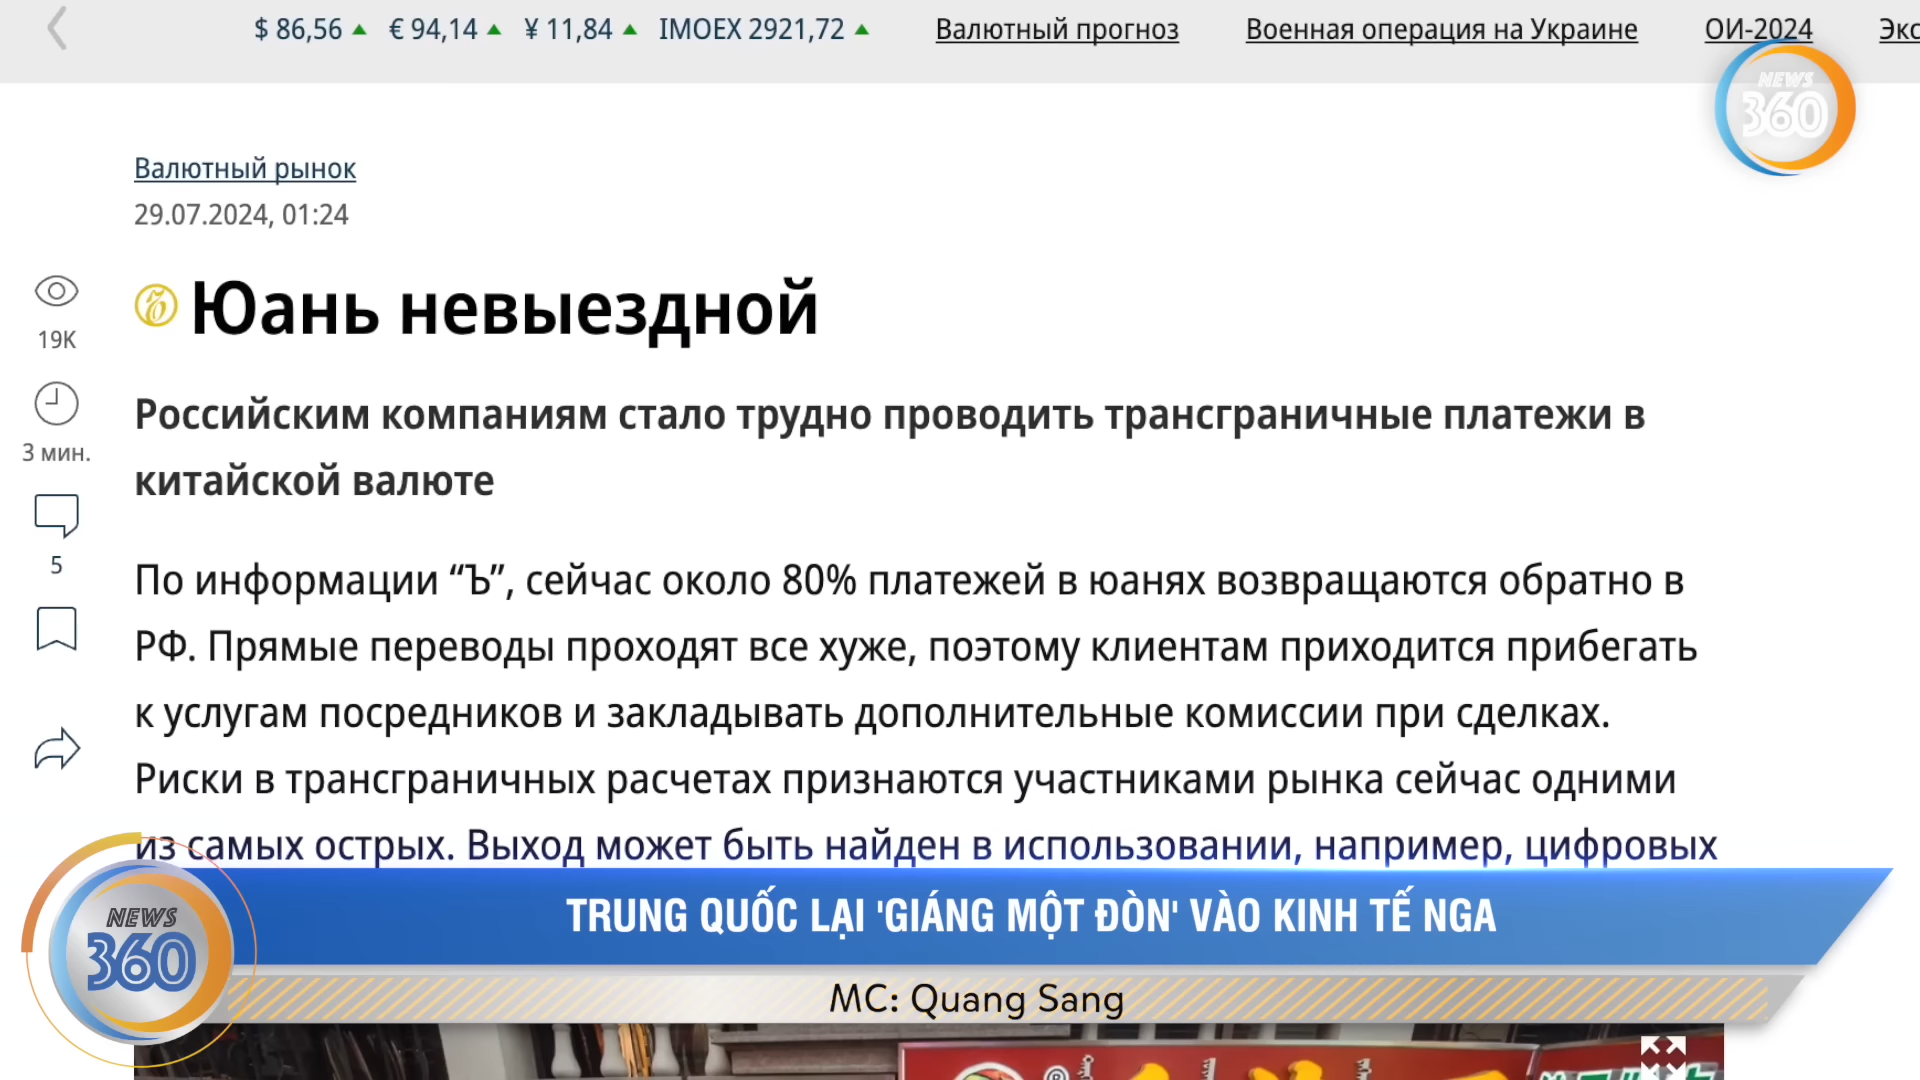 $ 86,56 € 94,14 ¥ 11,84 IMOEX 2921,72 Валютный прогноз Военная операция на Украине ОИ-2024 Экс
NEWS
360
Валютный рынок
29.07.2024, 01:24
Юань невыездной
19K
Российским компаниям стало трудно проводить трансграничные платежи в
3 мин.
китайской валюте
5
По информации “Ъ”, сейчас около 80% платежей в юанях возвращаются обратно в
РФ. Прямые переводы проходят все хуже, поэтому клиентам приходится прибегать
к услугам посредников и закладывать дополнительные комиссии при сделках.
Риски в трансграничных расчетах признаются участниками рынка сейчас одними
из самых острых. Выход может быть найден в использовании, например, цифровых
NEWS
360
TRUNG QUỐC LẠI 'GIÁNG MỘT ĐÒN' VÀO KINH TẾ NGA
MC: Quang Sang